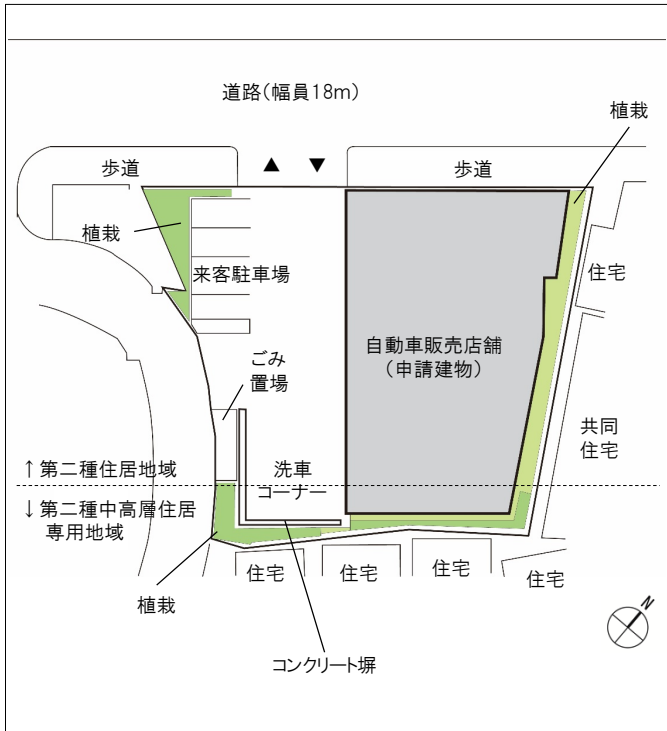 道路(幅員18m)
植栽
歩道
▲ ▼
歩道
植栽
来客駐車場
住宅
自動車販売店舗
(申請建物)
ごみ
置場
共同
住宅
↑第二種住居地域
洗車
コーナー
↓第二種中高層住居
専用地域
住宅
住宅
住宅
住宅
植栽
N
コンクリート塀